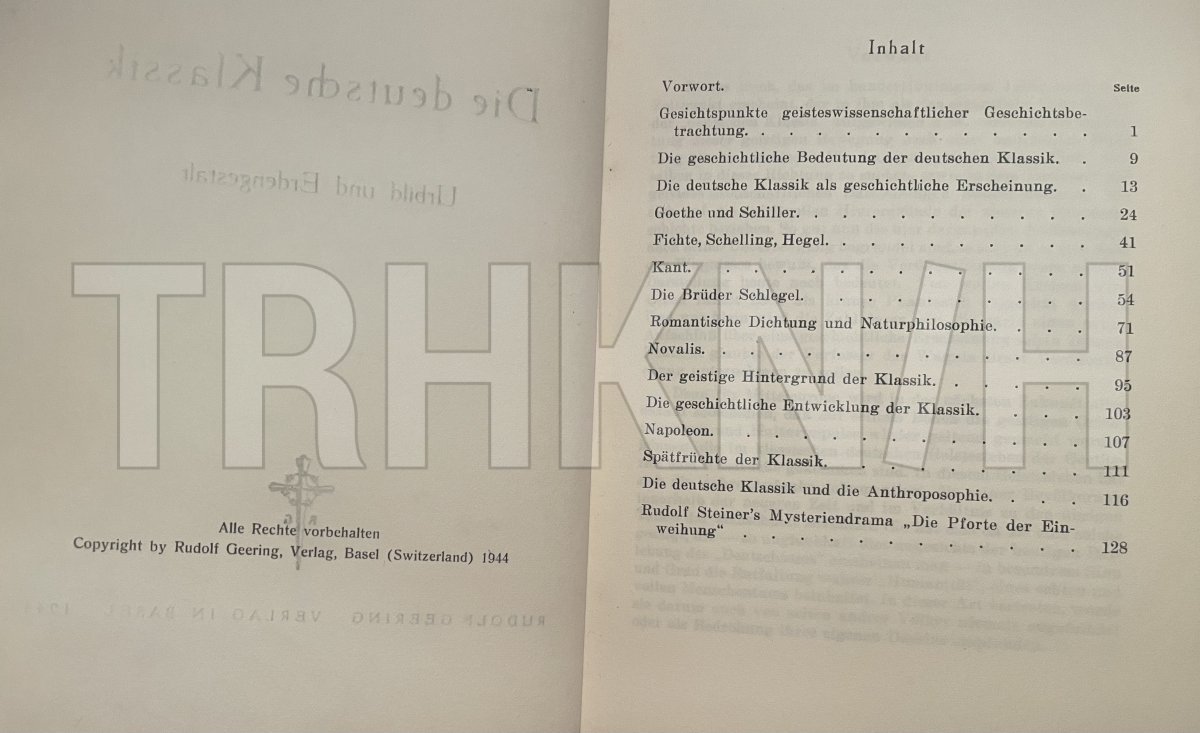 Die deutsche Klassik
Urbild und Erdengestalt
Alle Rechte vorbehalten
Copyright by Rudolf Geering, Verlag, Basel (Switzerland) 1944
RUDOLF GEERING VERLAG IN BASEL
Inhalt
Seite
Vorwort.
Gesichtspunkte geisteswissenschaftlicher Geschichtsbe-
trachtung. . . . . . . . . . . . . 1
Die geschichtliche Bedeutung der deutschen Klassik. . 9
Die deutsche Klassik als geschichtliche Erscheinung. . 13
Goethe und Schiller. . . . . . . . . . . 24
Fichte, Schelling, Hegel. . . . . . . . . . 41
Kant. . . . . . . . . . . . . . . 51
Die Brüder Schlegel. . . . . . . . . . . 54
Romantische Dichtung und Naturphilosophie. . . . 71
Novalis. . . . . . . . . . . . . . 87
Der geistige Hintergrund der Klassik. . . . . . 95
Die geschichtliche Entwicklung der Klassik. . . . 103
Napoleon. . . . . . . . . . . . . 107
Spätfrüchte der Klassik. . . . . . . . . . 111
Die deutsche Klassik und die Anthroposophie. . . . 116
Rudolf Steiner's Mysteriendrama „Die Pforte der Ein-
weihung“ . . . . . . . . . . . . 128
TRHKN/H